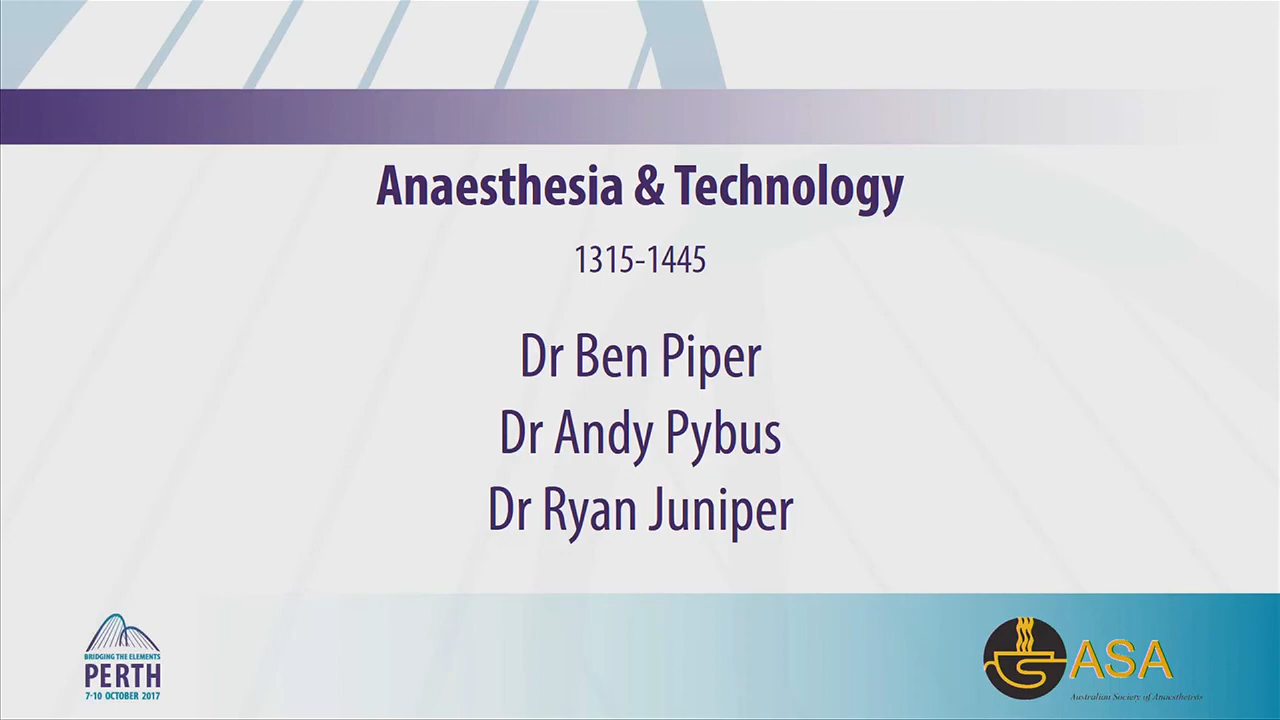 Anaesthesia & Technology
1315-1445
Dr Ben Piper
Dr Andy Pybus
Dr Ryan Juniper
BRIDGING THE ELEMENTS
PERTH
7-10 OCTOBER 2017
ASA
Australian Society of Anaesthetists